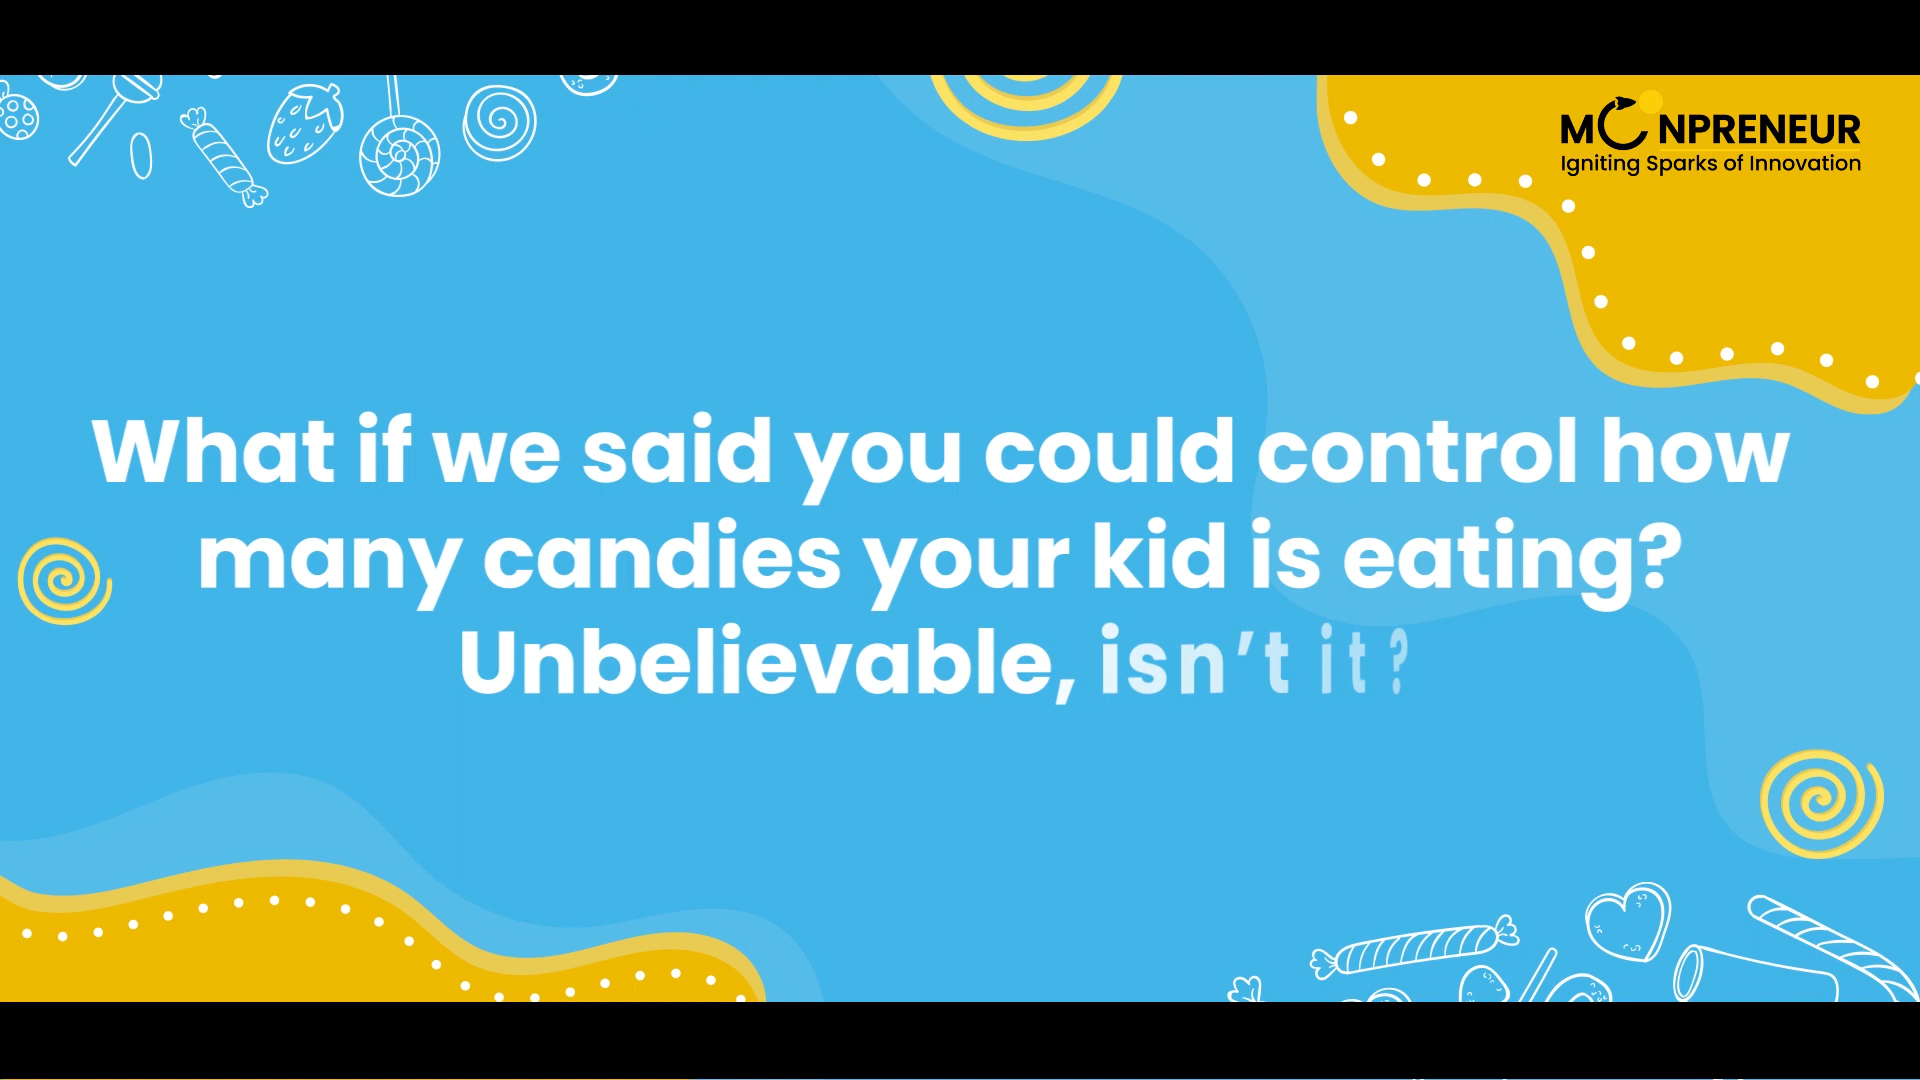 MOONPRENEUR
Igniting Sparks of Innovation
What if we said you could control how
many candies your kid is eating?
Unbelievable, isn’t it?